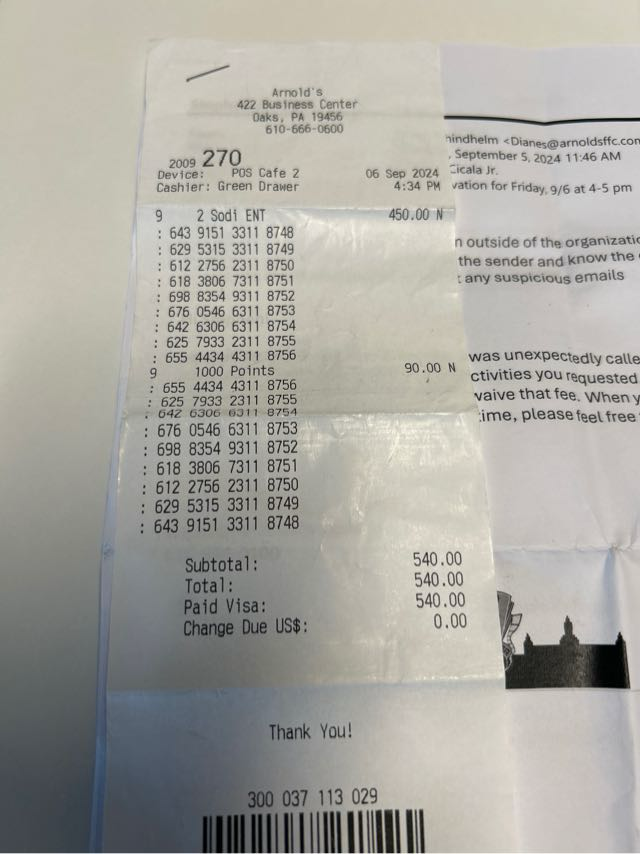 Arnold's
422 Business Center
Oaks, PA 19456
610-666-0600
2009 270
Device: POS Cafe 2 06 Sep 2024
Cashier: Green Drawer 4:34 PM
9 2 Sodi ENT 450.00 N
: 643 9151 3311 8748
: 629 5315 3311 8749
: 612 2756 2311 8750
: 618 3806 7311 8751
: 698 8354 9311 8752
: 676 0546 6311 8753
: 642 6306 6311 8754
: 625 7933 2311 8755
: 655 4434 4311 8756
9 1000 Points 90.00 N
: 655 4434 4311 8756
: 625 7933 2311 8755
: 642 6306 6311 8754
: 676 0546 6311 8753
: 698 8354 9311 8752
: 618 3806 7311 8751
: 612 2756 2311 8750
: 629 5315 3311 8749
: 643 9151 3311 8748
Subtotal: 540.00
Total: 540.00
Paid Visa: 540.00
Change Due US$: 0.00
Thank You!
300 037 113 029
hindhelm <Dianes@arnoldsffc.com
, September 5, 2024 11:46 AM
Cicala Jr.
vation for Friday, 9/6 at 4-5 pm
n outside of the organizatio
the sender and know the
t any suspicious emails
was unexpectedly calle
ctivities you requested
waive that fee. When y
ime, please feel free